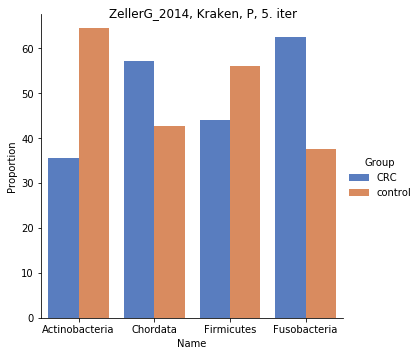 ZellerG_2014, Kraken, P, 5. iter
Proportion
60
50
40
30
20
10
0
Actinobacteria Chordata Firmicutes Fusobacteria
Name
Group
CRC
control